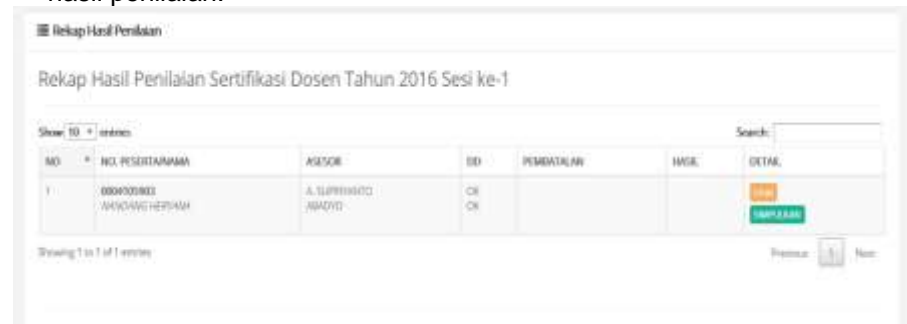 hasil penilaian.
Rekap Hasil Penilaian
Rekap Hasil Penilaian Sertifikasi Dosen Tahun 2016 Sesi ke-1
Show 10 entries Search:
NO NO. PESERTA/NAMA ASESOR DD PEMBATALAN HASIL DETAIL
1 OK
OK
SIMPULKAN
Showing 1 to 1 of 1 entries Previous 1 Next